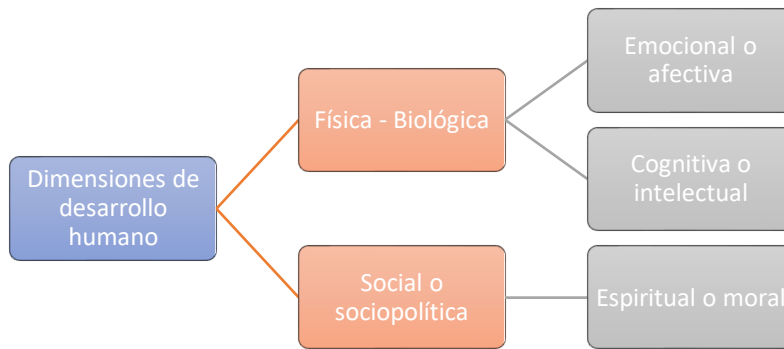 Dimensiones de
desarrollo
humano
Física - Biológica
Emocional o
afectiva
Cognitiva o
intelectual
Social o
sociopolítica
Espiritual o moral